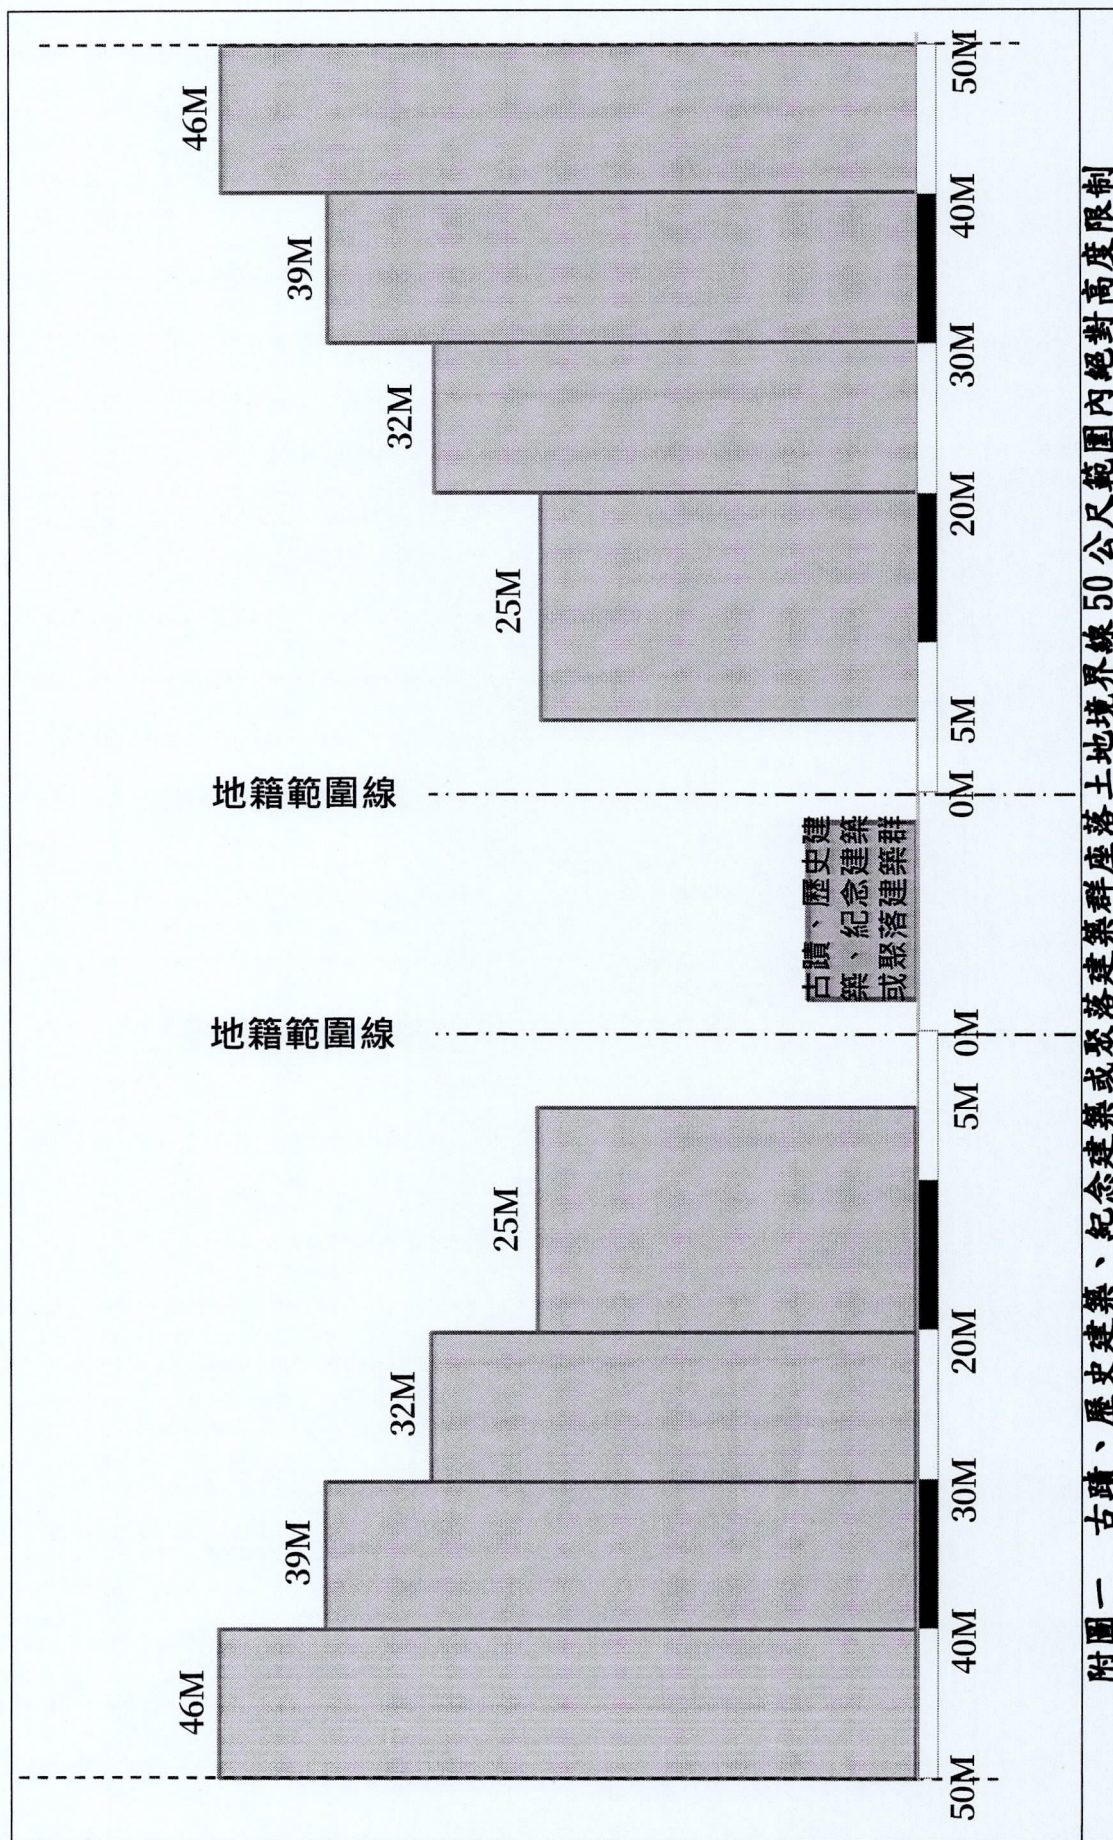 46M
39M
32M
25M
25M
32M
39M
46M
地籍範圍線
地籍範圍線
古蹟、歷史建
築、紀念建築
或聚落建築群
50M
40M
30M
20M
5M
0M
0M
5M
20M
30M
40M
50M
附圖一 古蹟、歷史建築、紀念建築或聚落建築群座落土地境界線50公尺範圍內絕對高度限制